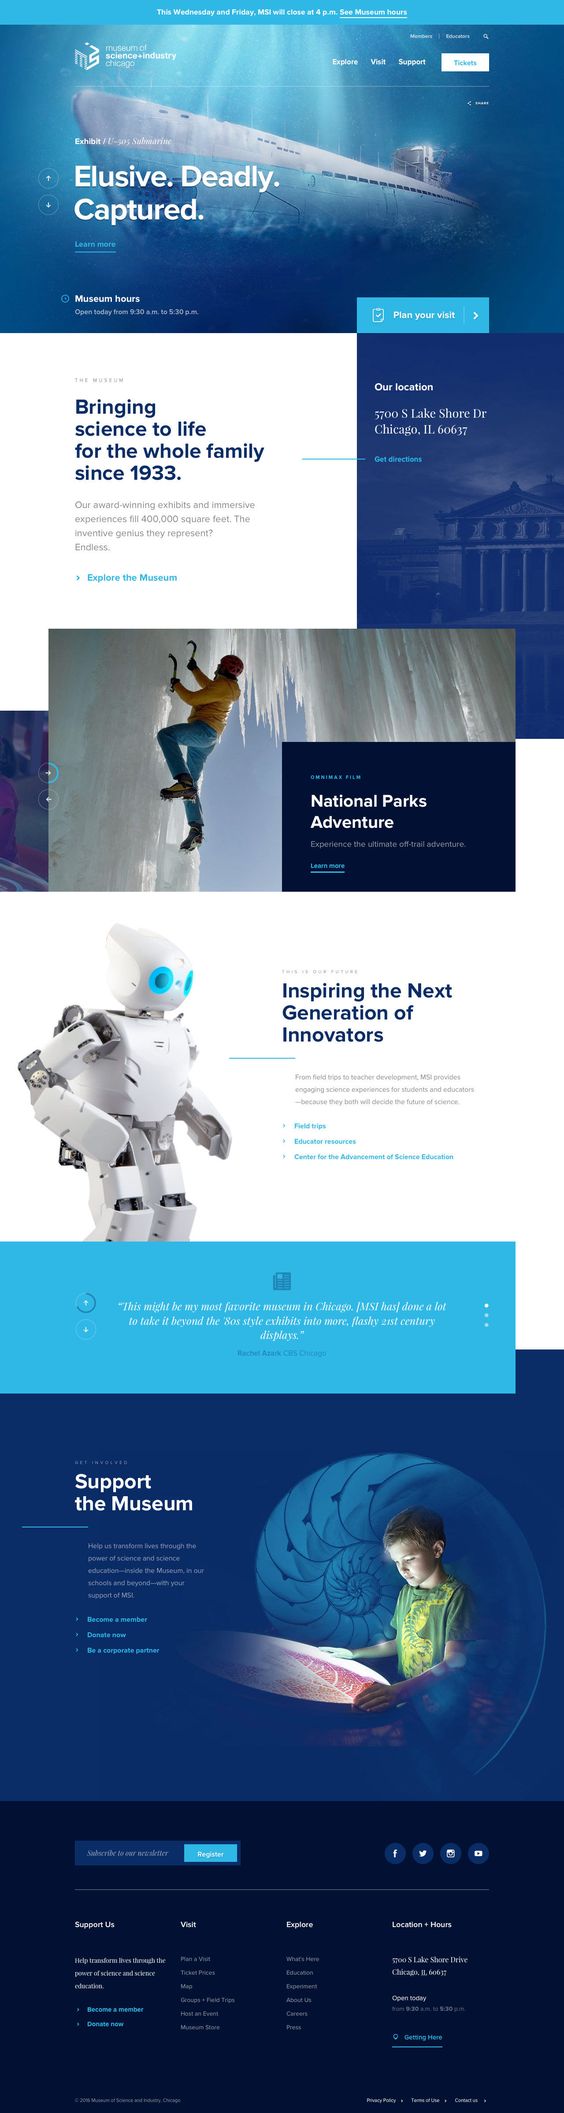 This Wednesday and Friday, MSI will close at 4 p.m. See Museum hours
Members | Educators
museum of
science+industry
chicago
Explore Visit Support Tickets
SHARE
Exhibit / U-505 Submarine
Elusive. Deadly.
Captured.
Learn more
Museum hours
Open today from 9:30 a.m. to 5:30 p.m.
Plan your visit
THE MUSEUM
Bringing
science to life
for the whole family
since 1933.
Our award-winning exhibits and immersive
experiences fill 400,000 square feet. The
inventive genius they represent?
Endless.
Explore the Museum
Our location
5700 S Lake Shore Dr
Chicago, IL 60637
Get directions
OMNIMAX FILM
National Parks
Adventure
Experience the ultimate off-trail adventure.
Learn more
THIS IS OUR FUTURE
Inspiring the Next
Generation of
Innovators
From field trips to teacher development, MSI provides
engaging science experiences for students and educators
—because they both will decide the future of science.
Field trips
Educator resources
Center for the Advancement of Science Education
“This might be my most favorite museum in Chicago. [MSI has] done a lot
to take it beyond the '80s style exhibits into more, flashy 21st century
displays.”
Rachel Azark CBS Chicago
GET INVOLVED
Support
the Museum
Help us transform lives through the
power of science and science
education—inside the Museum, in our
schools and beyond—with your
support of MSI.
Become a member
Donate now
Be a corporate partner
Subscribe to our newsletter Register
Support Us
Help transform lives through the
power of science and science
education.
Become a member
Donate now
Visit
Plan a Visit
Ticket Prices
Map
Groups + Field Trips
Host an Event
Museum Store
Explore
What's Here
Education
Experiment
About Us
Careers
Press
Location + Hours
5700 S Lake Shore Drive
Chicago, IL 60637
Open today
from 9:30 a.m. to 5:30 p.m.
Getting Here
© 2016 Museum of Science and Industry, Chicago
Privacy Policy Terms of Use Contact us